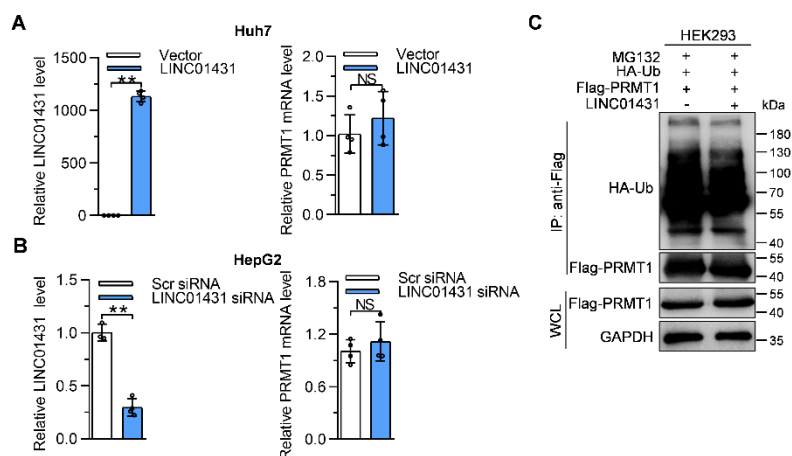 A
Huh7
Relative LINC01431 level
1500
1000
500
0
Vector
LINC01431
**
Relative PRMT1 mRNA level
2.0
1.5
1.0
0.5
0.0
Vector
LINC01431
NS
B
HepG2
Relative LINC01431 level
1.5
1.0
0.5
0.0
Scr siRNA
LINC01431 siRNA
**
Relative PRMT1 mRNA level
1.8
1.2
0.6
0.0
Scr siRNA
LINC01431 siRNA
NS
C
HEK293
MG132 + +
HA-Ub + +
Flag-PRMT1 + +
LINC01431 - +
kDa
IP: anti-Flag
HA-Ub
180
130
100
70
55
40
Flag-PRMT1
55
40
WCL
Flag-PRMT1
55
40
GAPDH
35